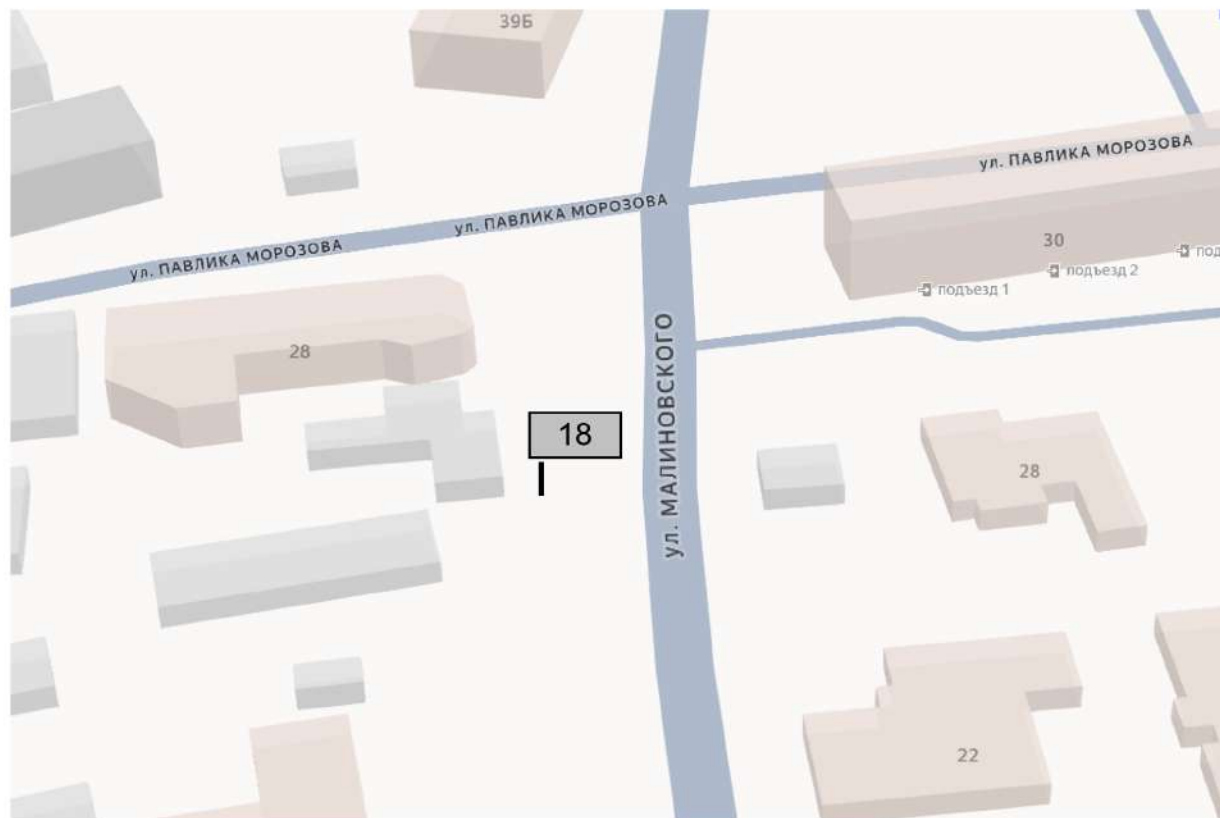 39Б
ул. ПАВЛИКА МОРОЗОВА
ул. ПАВЛИКА МОРОЗОВА
ул. ПАВЛИКА МОРОЗОВА
30
под
подъезд 2
подъезд 1
28
18
ул. МАЛИНОВСКОГО
28
22